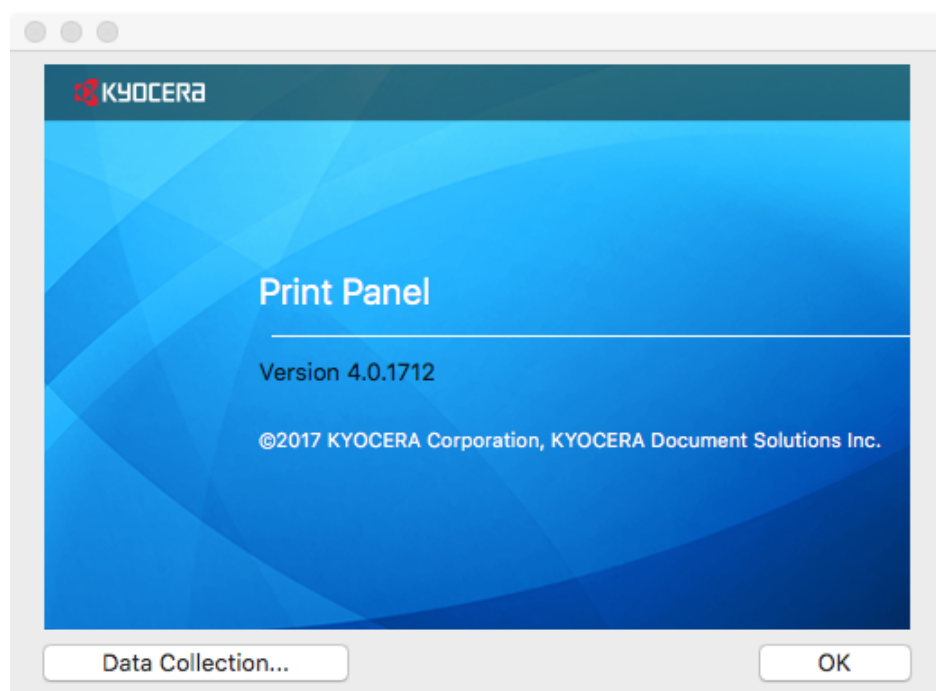 KYOCERA
Print Panel
Version 4.0.1712
©2017 KYOCERA Corporation, KYOCERA Document Solutions Inc.
Data Collection...
OK